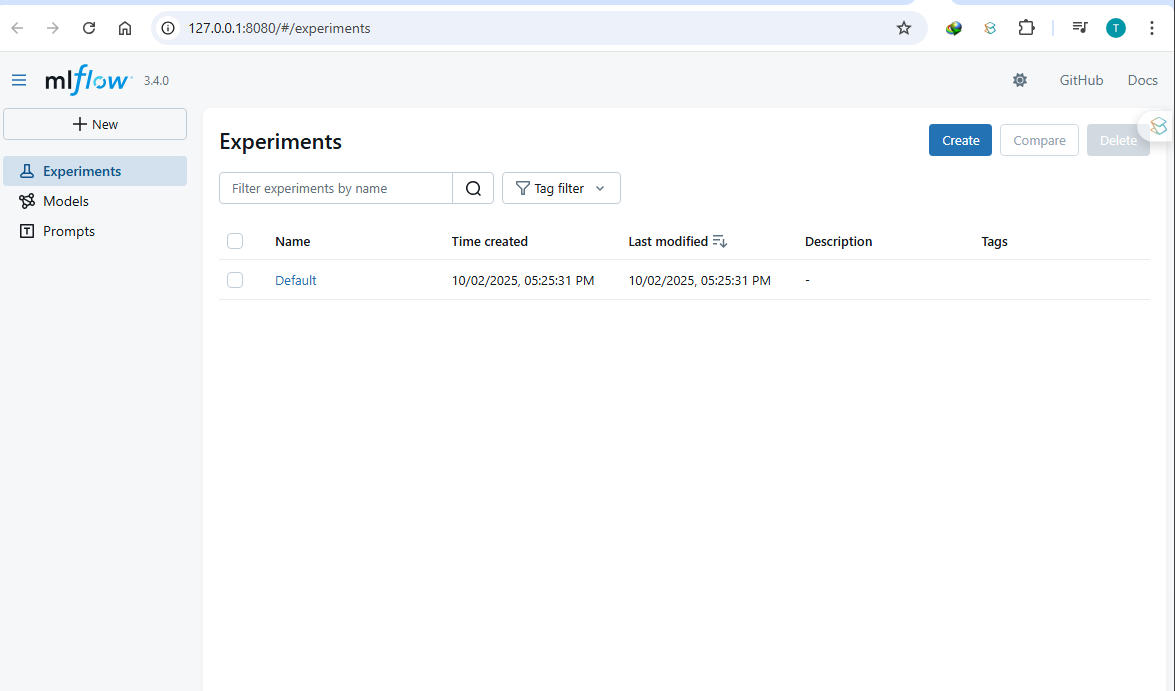 127.0.0.1:8080/#/experiments
T
mlflow 3.4.0
GitHub
Docs
New
Experiments
Models
Prompts
Experiments
Create
Compare
Delete
Filter experiments by name
Tag filter
Name Time created Last modified Description Tags
Default 10/02/2025, 05:25:31 PM 10/02/2025, 05:25:31 PM -